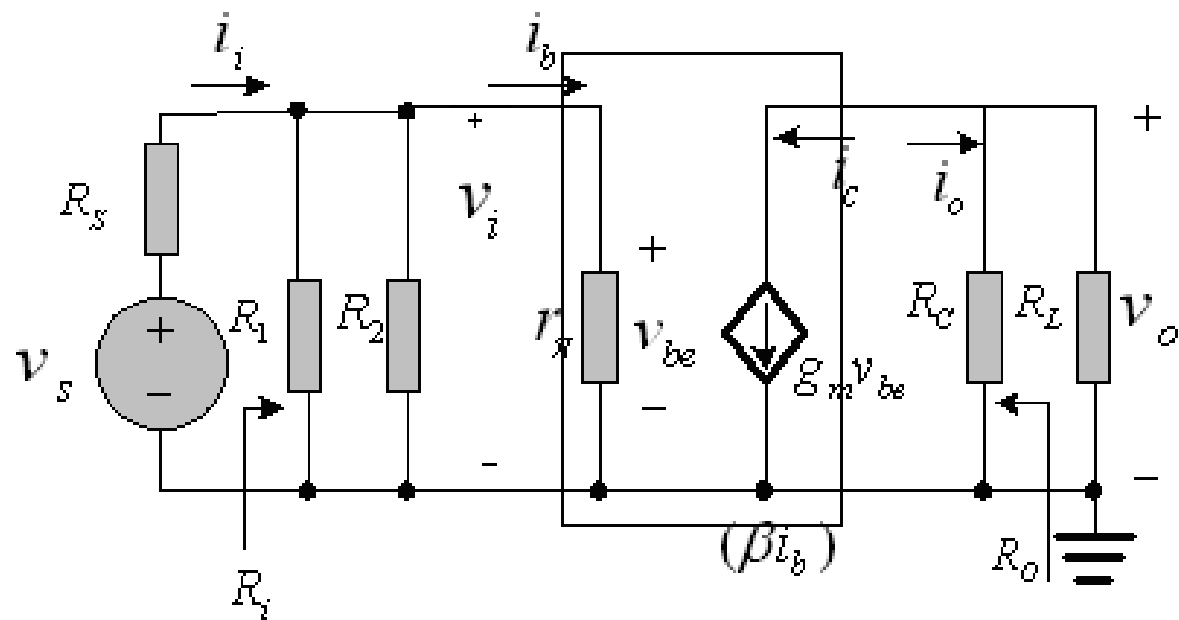 i_i
i_b
+
+
R_s
v_i
i_c
i_o
+
R_1
R_2
r_π
v_be
R_C
R_L
v_o
+
−
v_s
g_m v_be
−
−
−
(βi_b)
R_i
R_O